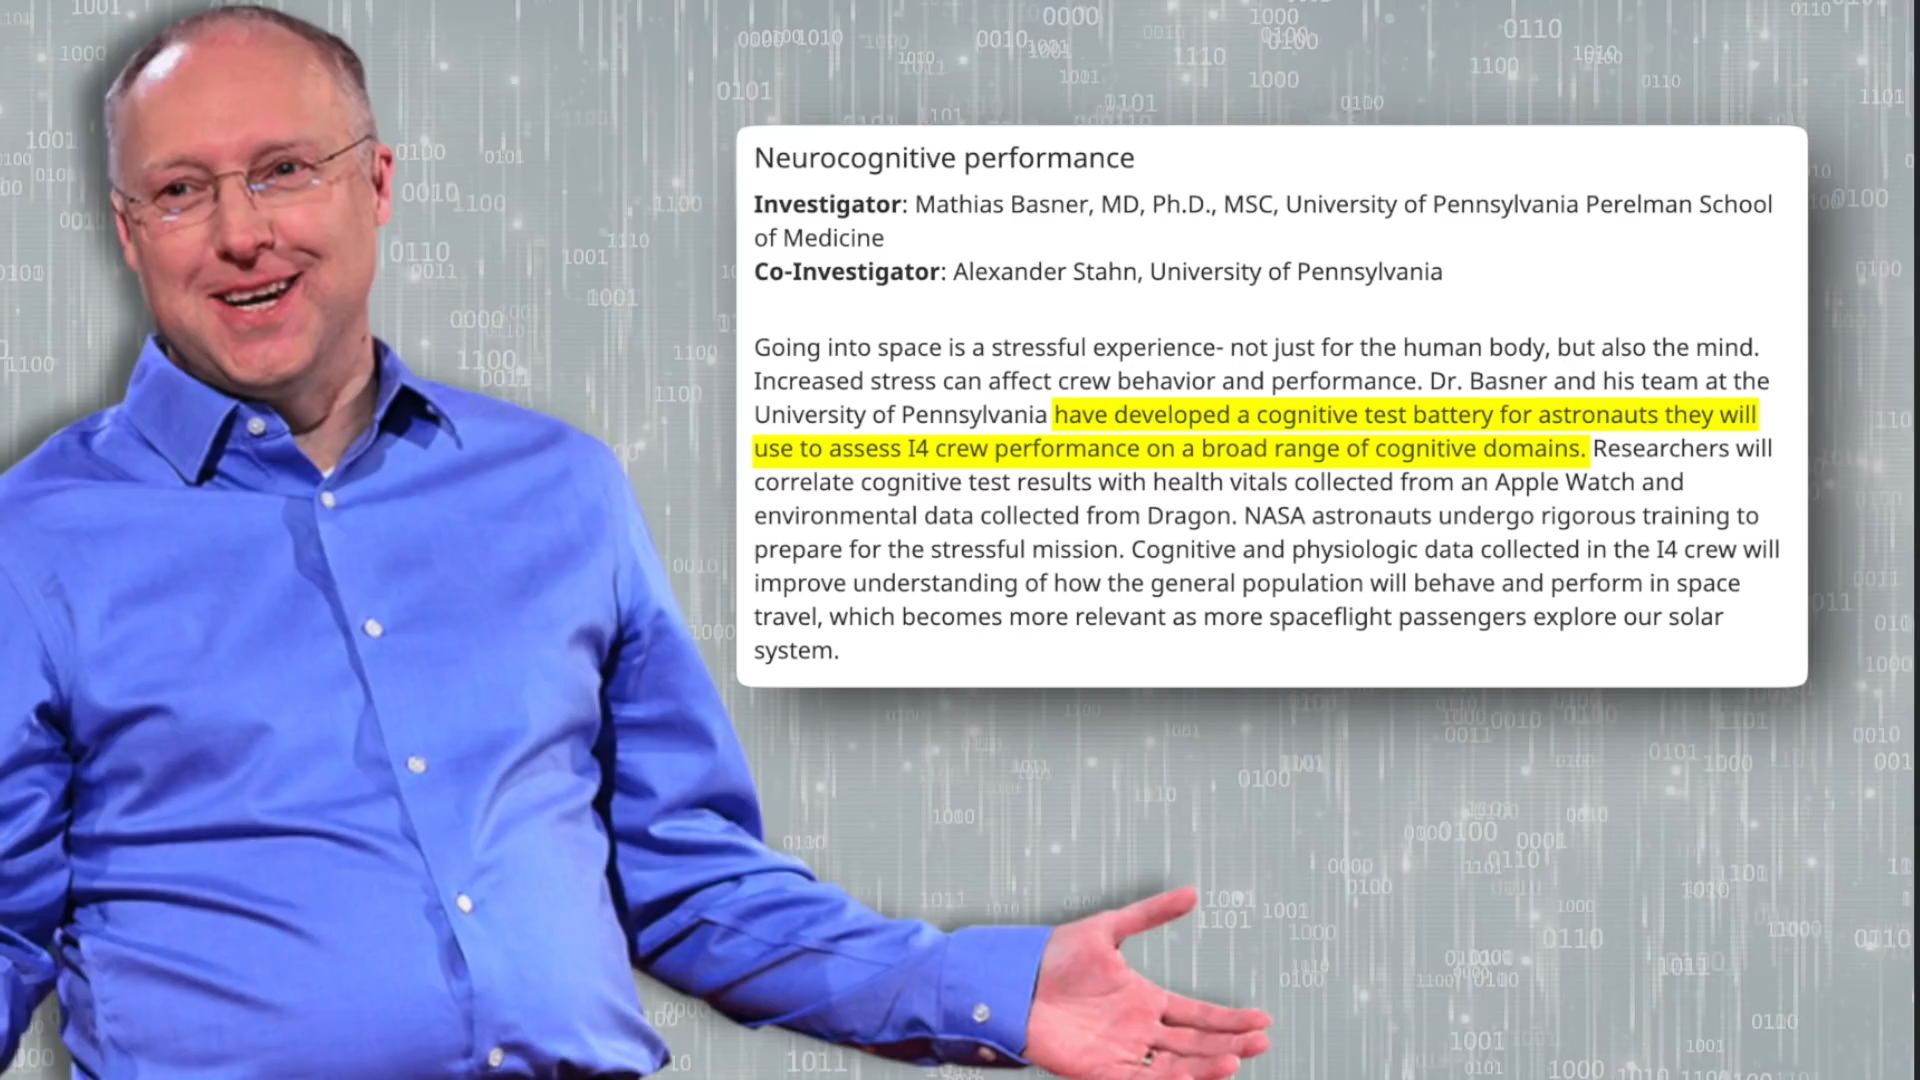 Neurocognitive performance
Investigator: Mathias Basner, MD, Ph.D., MSC, University of Pennsylvania Perelman School
of Medicine
Co-Investigator: Alexander Stahn, University of Pennsylvania
Going into space is a stressful experience- not just for the human body, but also the mind.
Increased stress can affect crew behavior and performance. Dr. Basner and his team at the
University of Pennsylvania have developed a cognitive test battery for astronauts they will
use to assess I4 crew performance on a broad range of cognitive domains. Researchers will
correlate cognitive test results with health vitals collected from an Apple Watch and
environmental data collected from Dragon. NASA astronauts undergo rigorous training to
prepare for the stressful mission. Cognitive and physiologic data collected in the I4 crew will
improve understanding of how the general population will behave and perform in space
travel, which becomes more relevant as more spaceflight passengers explore our solar
system.